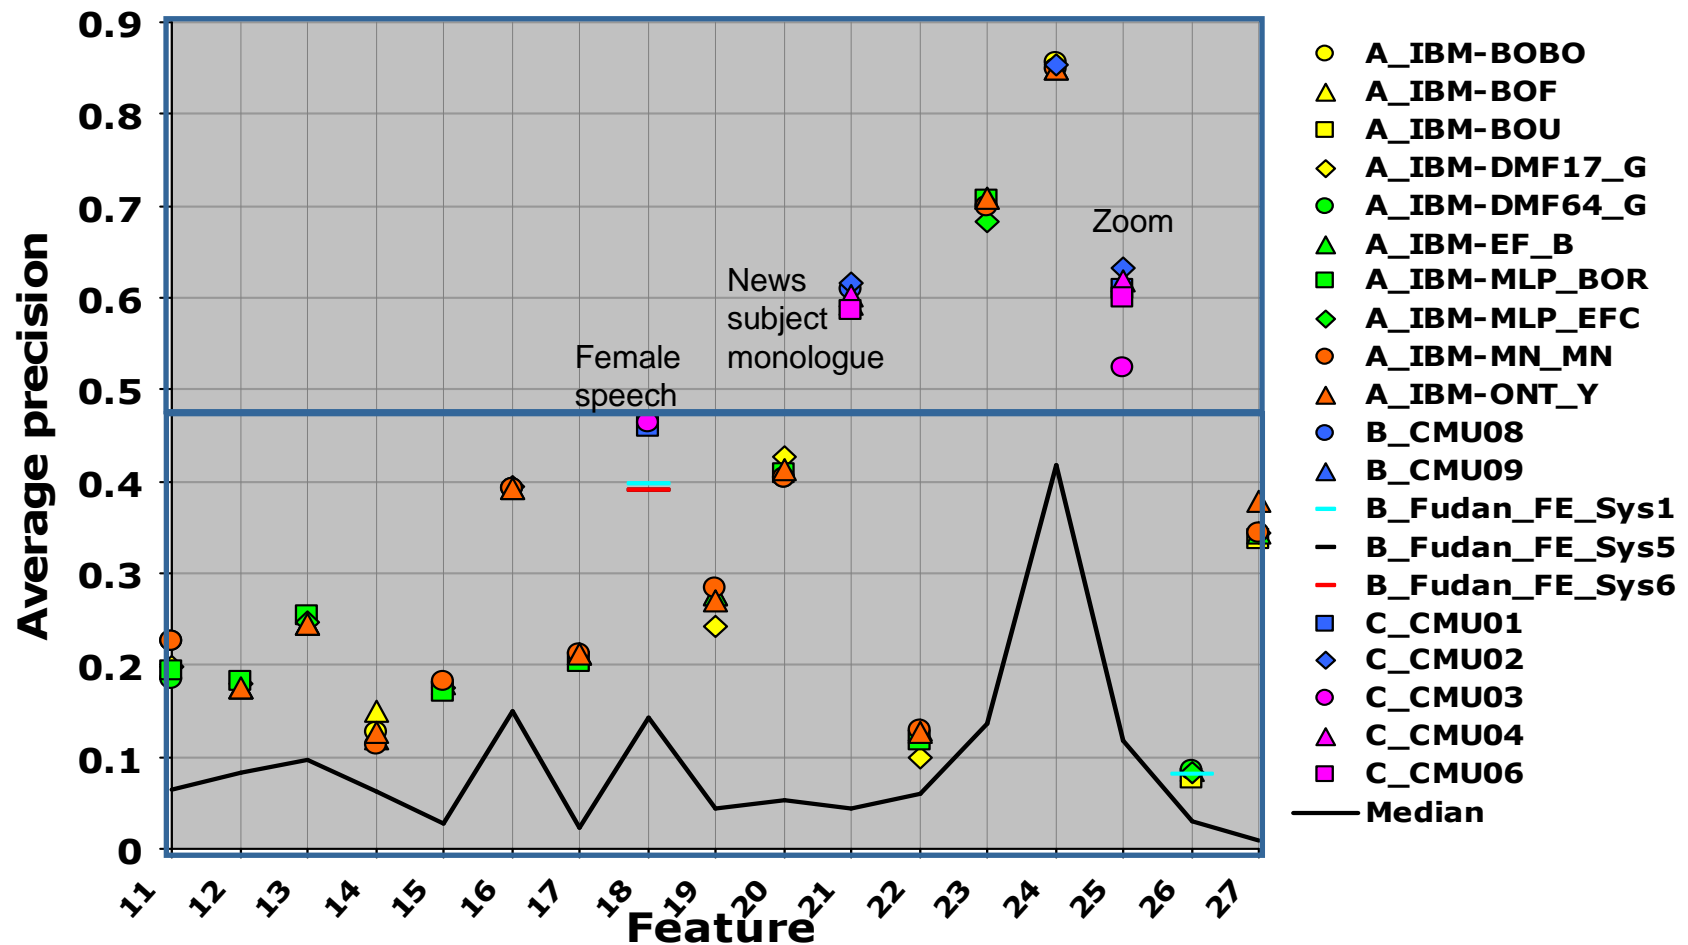 0.9
0.8
0.7
0.6
0.5
0.4
0.3
0.2
0.1
0
Average precision
Zoom
News
subject
monologue
Female
speech
11
12
13
14
15
16
17
18
19
20
21
22
23
24
25
26
27
Feature
A_IBM-BOBO
A_IBM-BOF
A_IBM-BOU
A_IBM-DMF17_G
A_IBM-DMF64_G
A_IBM-EF_B
A_IBM-MLP_BOR
A_IBM-MLP_EFC
A_IBM-MN_MN
A_IBM-ONT_Y
B_CMU08
B_CMU09
B_Fudan_FE_Sys1
B_Fudan_FE_Sys5
B_Fudan_FE_Sys6
C_CMU01
C_CMU02
C_CMU03
C_CMU04
C_CMU06
Median